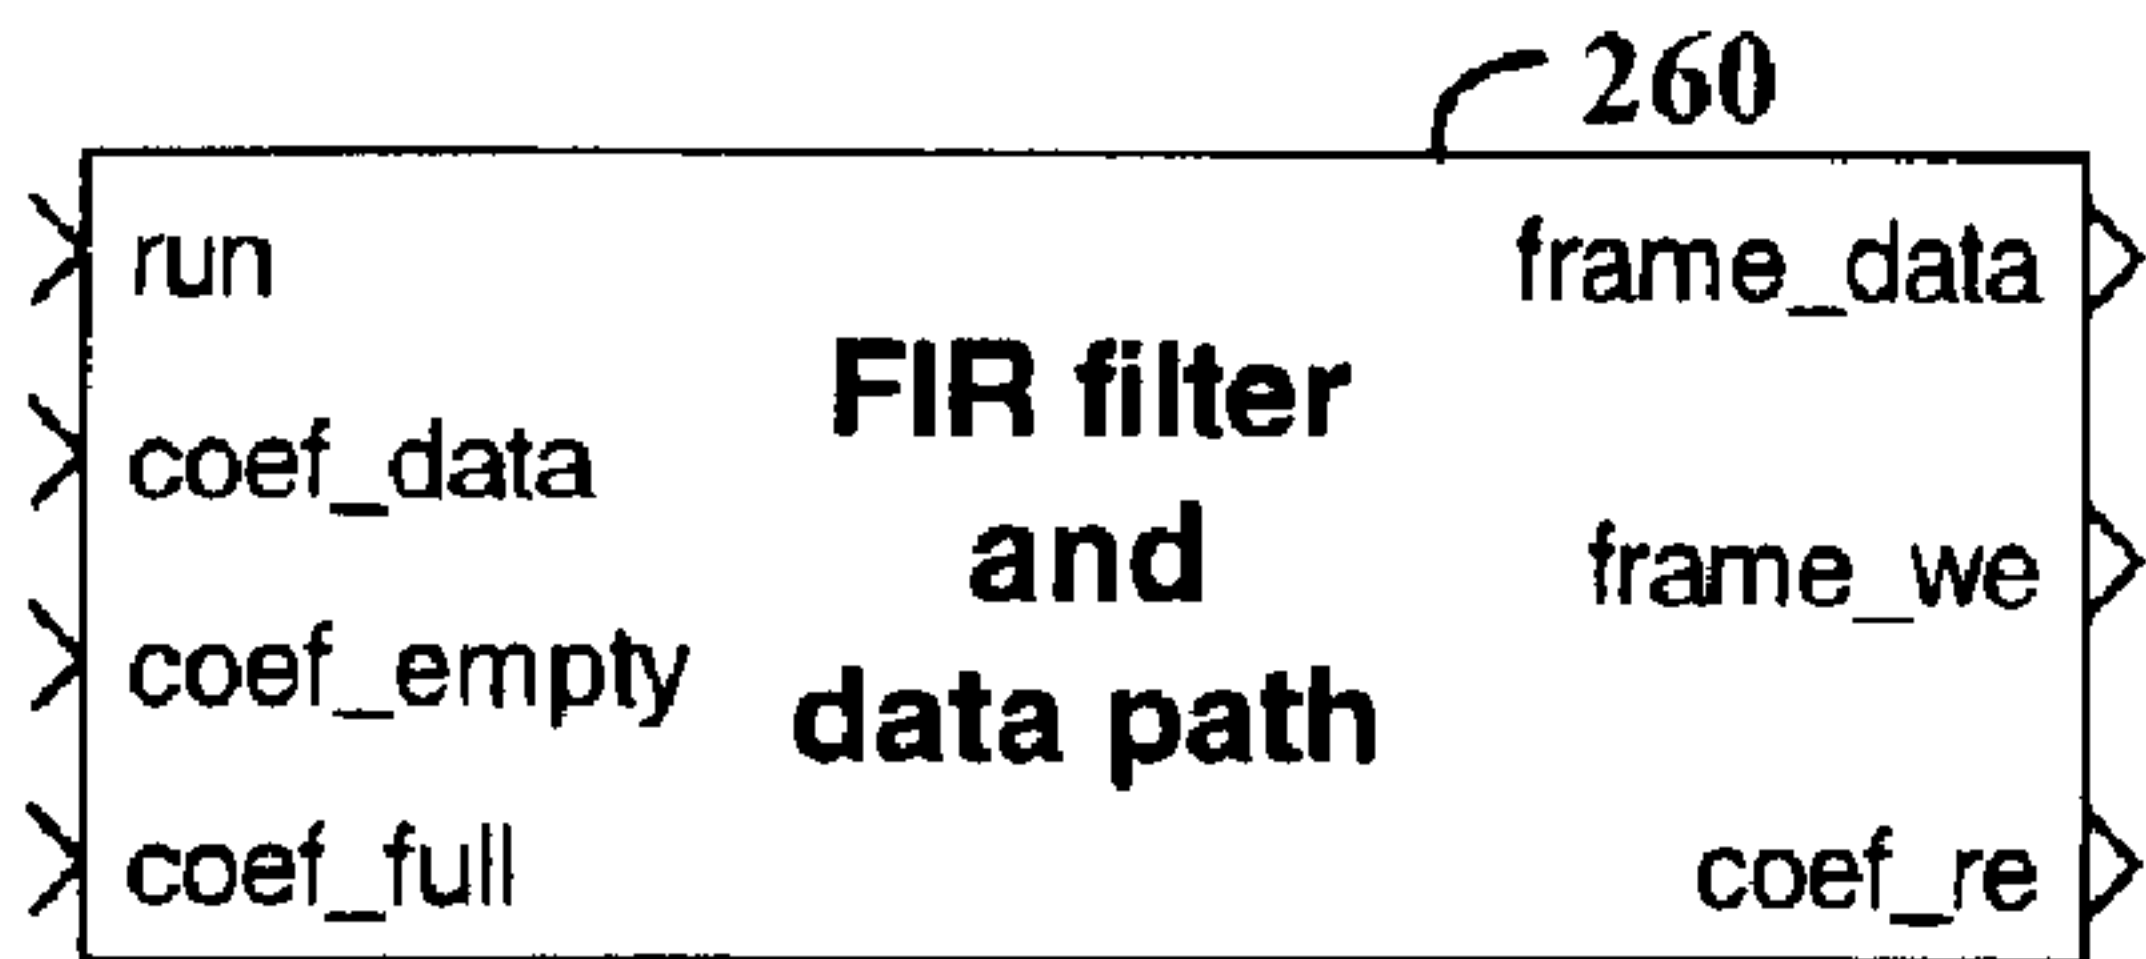 260
run
frame_data
FIR filter
coef_data
and
frame_we
coef_empty
data path
coef_full
coef_re